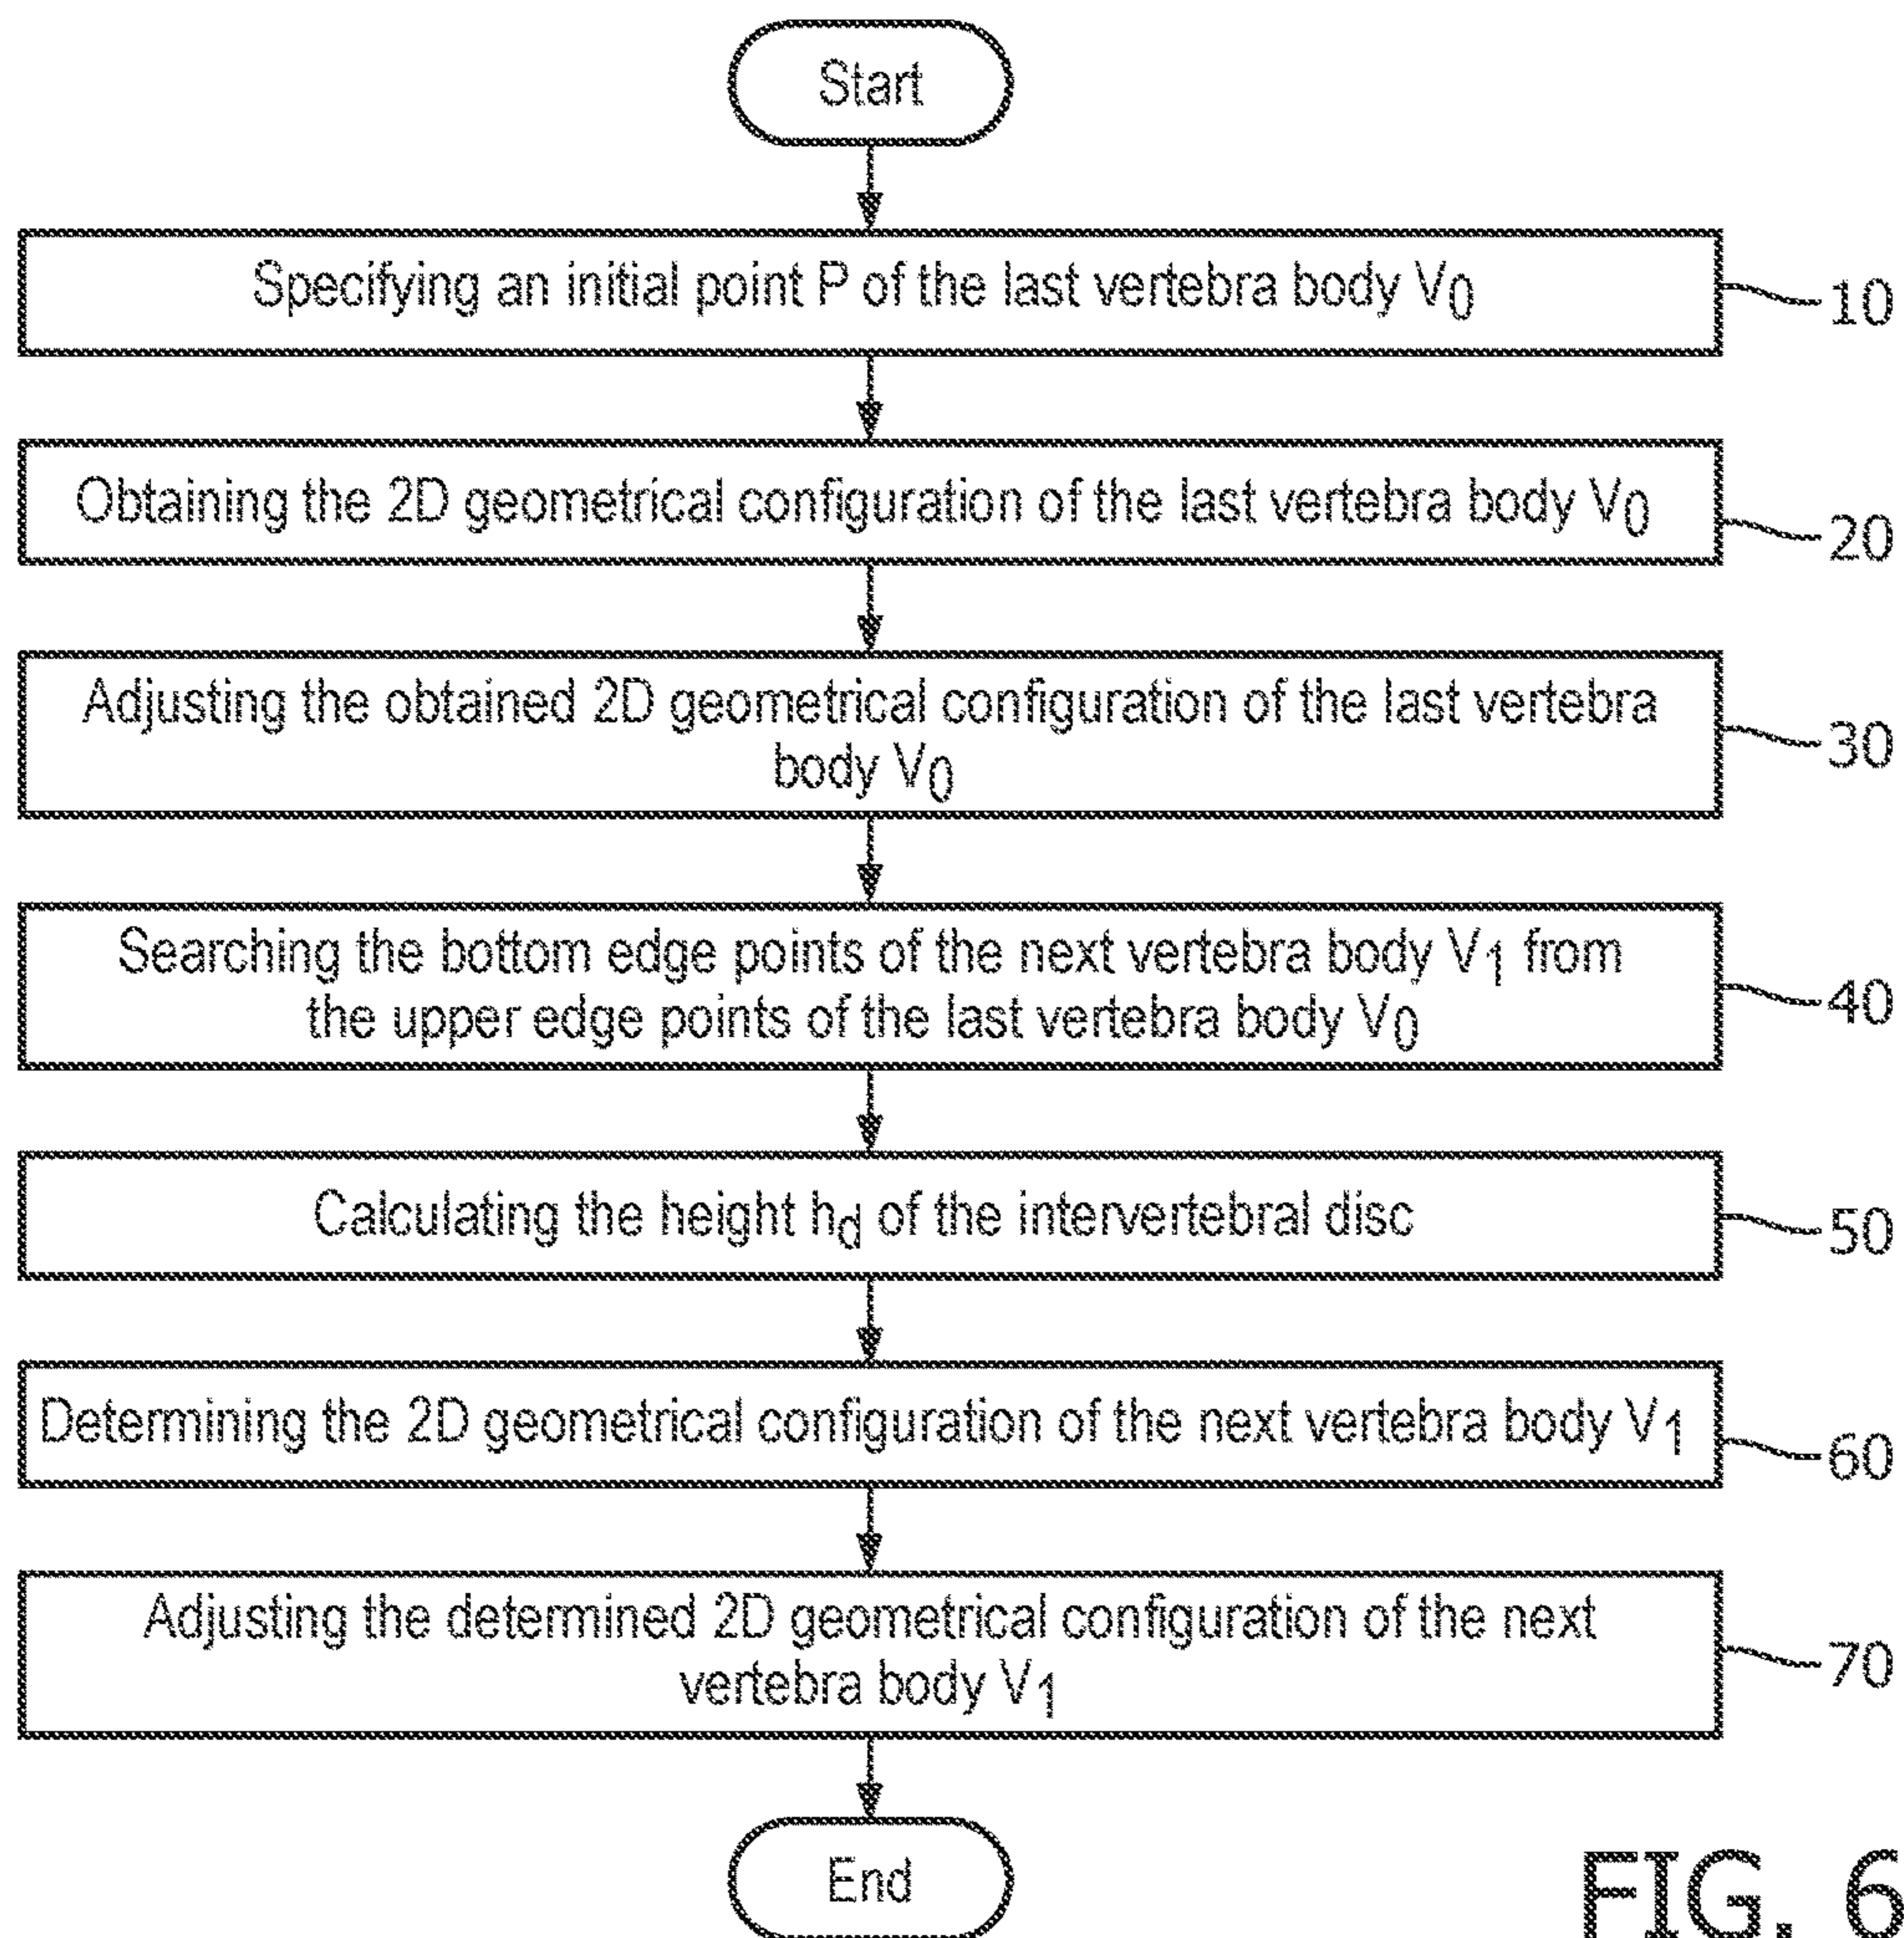 Start
Specifying an initial point P of the last vertebra body V0
10
Obtaining the 2D geometrical configuration of the last vertebra body V0
20
Adjusting the obtained 2D geometrical configuration of the last vertebra
body V0
30
Searching the bottom edge points of the next vertebra body V1 from
the upper edge points of the last vertebra body V0
40
Calculating the height hd of the intervertebral disc
50
Determining the 2D geometrical configuration of the next vertebra body V1
60
Adjusting the determined 2D geometrical configuration of the next
vertebra body V1
70
End
FIG. 6